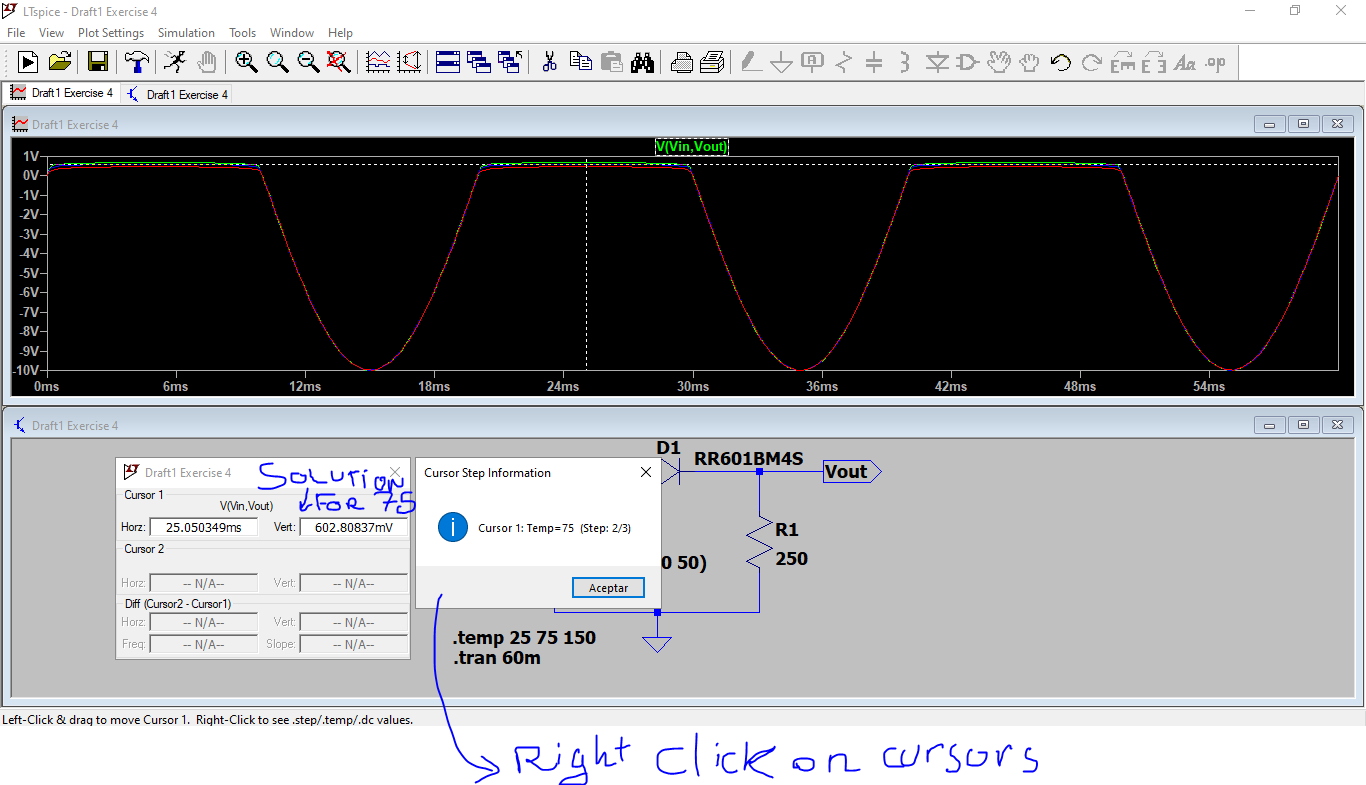 LTspice - Draft1 Exercise 4
File View Plot Settings Simulation Tools Window Help
Draft1 Exercise 4 Draft1 Exercise 4
Draft1 Exercise 4
V(Vin,Vout)
1V
0V
-1V
-2V
-3V
-4V
-5V
-6V
-7V
-8V
-9V
-10V
0ms 6ms 12ms 18ms 24ms 30ms 36ms 42ms 48ms 54ms
Draft1 Exercise 4
D1
RR601BM4S
Vout
R1
250
0 50)
.temp 25 75 150
.tran 60m
Draft1 Exercise 4
SOLUTION
FOR 75
Cursor 1
V(Vin,Vout)
Horz: 25.050349ms Vert: 602.80837mV
Cursor 2
Horz: -- N/A-- Vert: -- N/A--
Diff (Cursor2 - Cursor1)
Horz: -- N/A-- Vert: -- N/A--
Freq: -- N/A-- Slope: -- N/A--
Cursor Step Information
Cursor 1: Temp=75 (Step: 2/3)
Aceptar
Left-Click & drag to move Cursor 1. Right-Click to see .step/.temp/.dc values.
Right Click on cursors